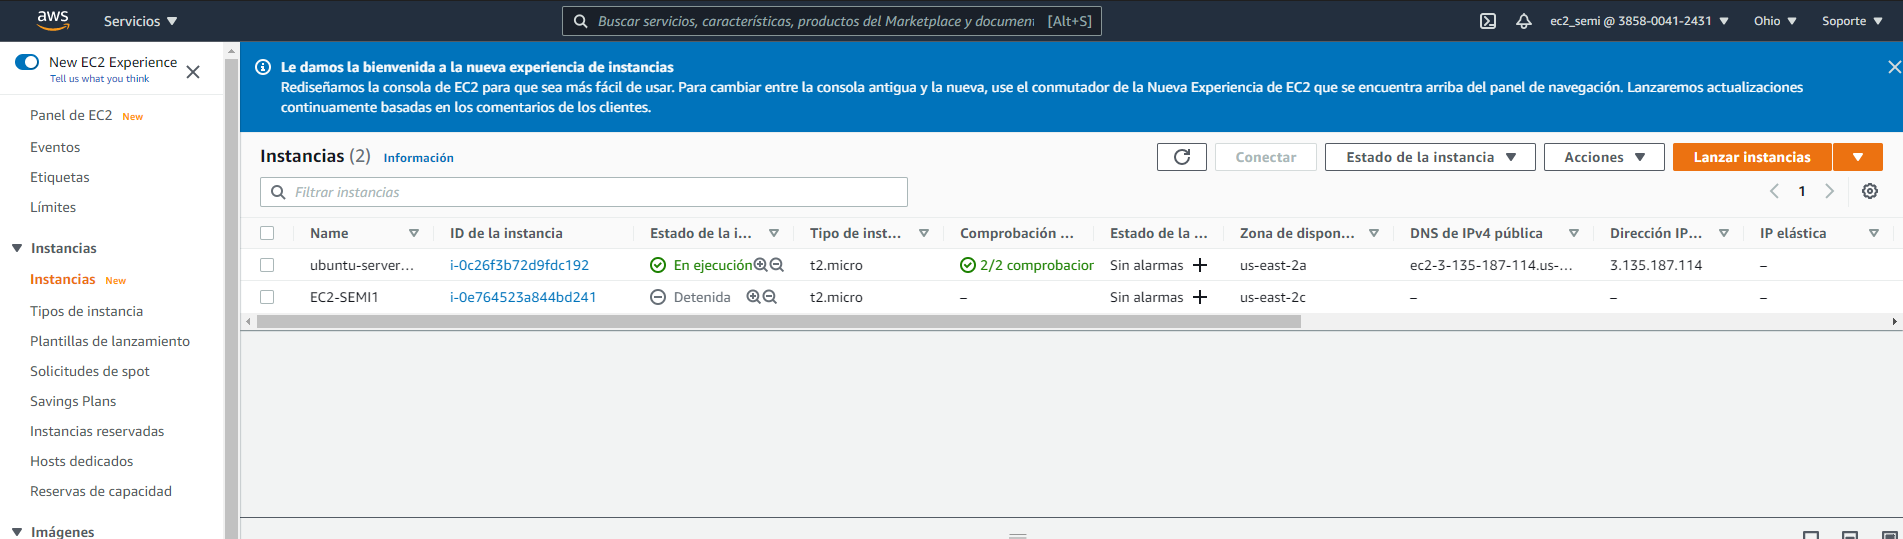 aws
Servicios
Buscar servicios, características, productos del Marketplace y document [Alt+S]
ec2_semi @ 3858-0041-2431
Ohio
Soporte
New EC2 Experience
Tell us what you think
Panel de EC2 New
Eventos
Etiquetas
Límites
Instancias
Instancias New
Tipos de instancia
Plantillas de lanzamiento
Solicitudes de spot
Savings Plans
Instancias reservadas
Hosts dedicados
Reservas de capacidad
Imágenes
Le damos la bienvenida a la nueva experiencia de instancias
Rediseñamos la consola de EC2 para que sea más fácil de usar. Para cambiar entre la consola antigua y la nueva, use el conmutador de la Nueva Experiencia de EC2 que se encuentra arriba del panel de navegación. Lanzaremos actualizaciones
continuamente basadas en los comentarios de los clientes.
Instancias (2) Información
Conectar
Estado de la instancia
Acciones
Lanzar instancias
Filtrar instancias
1
Name ID de la instancia Estado de la i... Tipo de inst... Comprobación ... Estado de la ... Zona de dispon... DNS de IPv4 pública Dirección IP... IP elástica
ubuntu-server... i-0c26f3b72d9fdc192 En ejecución t2.micro 2/2 comprobacior Sin alarmas + us-east-2a ec2-3-135-187-114.us-... 3.135.187.114 –
EC2-SEMI1 i-0e764523a844bd241 Detenida t2.micro – Sin alarmas + us-east-2c – – –